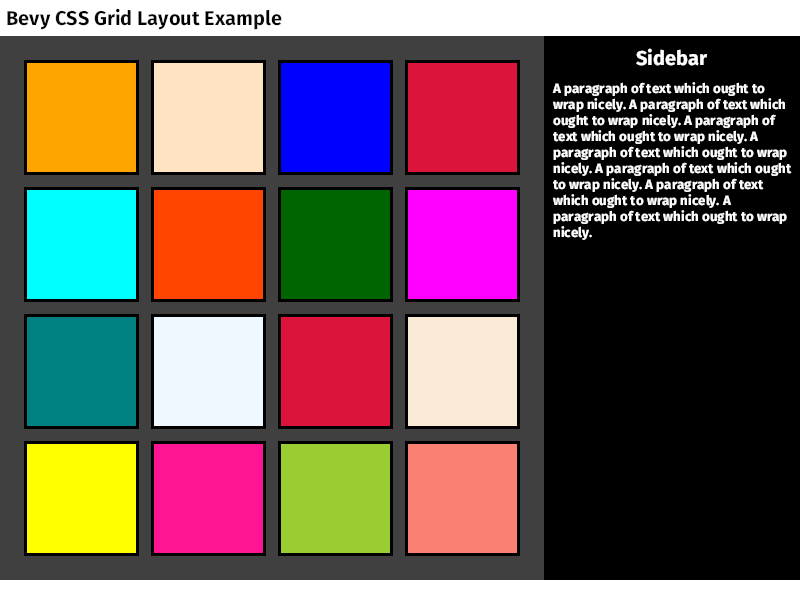 Bevy CSS Grid Layout Example
Sidebar
A paragraph of text which ought to
wrap nicely. A paragraph of text which
ought to wrap nicely. A paragraph of
text which ought to wrap nicely. A
paragraph of text which ought to wrap
nicely. A paragraph of text which ought
to wrap nicely. A paragraph of text
which ought to wrap nicely. A
paragraph of text which ought to wrap
nicely.